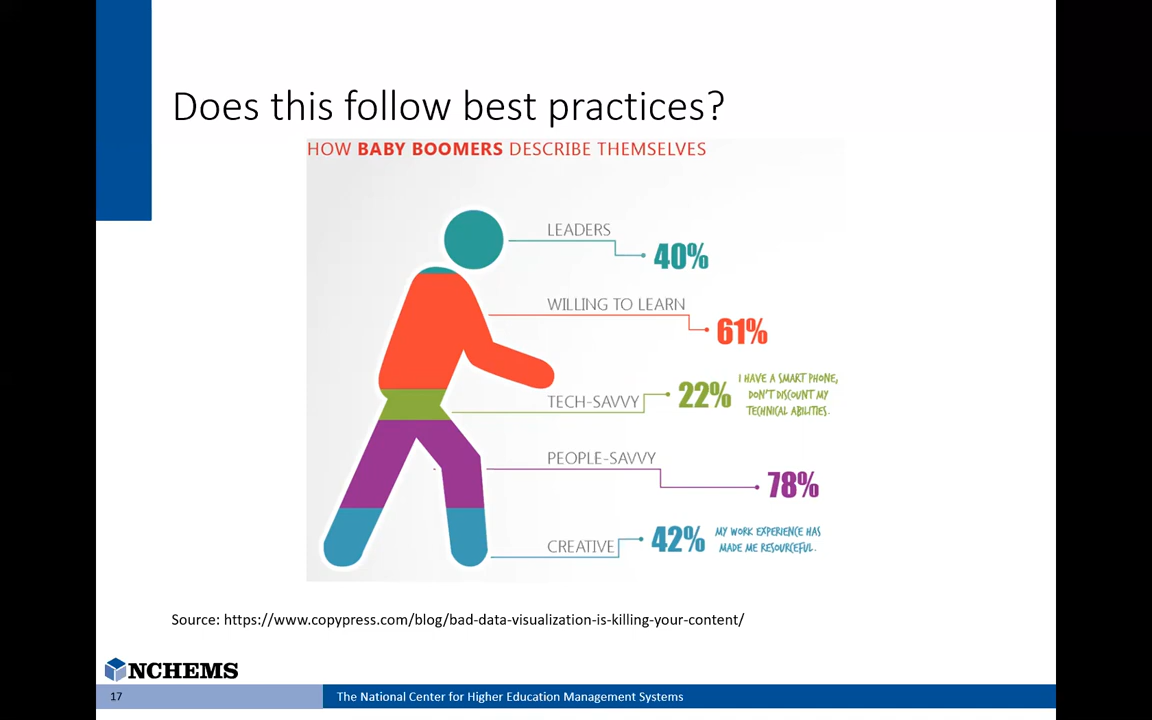 Does this follow best practices?
HOW BABY BOOMERS DESCRIBE THEMSELVES
LEADERS
40%
WILLING TO LEARN
61%
TECH-SAVVY
22%
I HAVE A SMART PHONE,
DON'T DISCOUNT MY
TECHNICAL ABILITIES.
PEOPLE-SAVVY
78%
CREATIVE
42%
MY WORK EXPERIENCE HAS
MADE ME RESOURCEFUL.
Source: https://www.copypress.com/blog/bad-data-visualization-is-killing-your-content/
NCHEMS
17
The National Center for Higher Education Management Systems